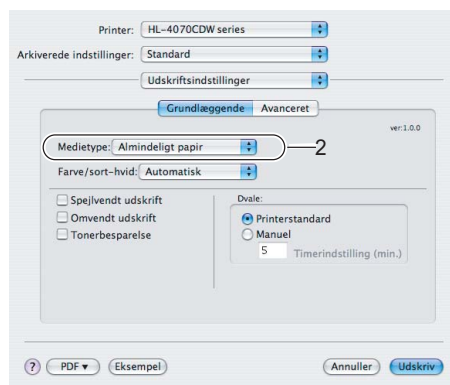 Printer: HL-4070CDW series
Arkiverede indstillinger: Standard
Udskriftsindstillinger
Grundlæggende Avanceret
ver:1.0.0
Medietype: Almindeligt papir 2
Farve/sort-hvid: Automatisk
Spejlvendt udskrift
Omvendt udskrift
Tonerbesparelse
Dvale:
Printerstandard
Manuel
5 Timerindstilling (min.)
? PDF ▼ Eksempel Annuller Udskriv